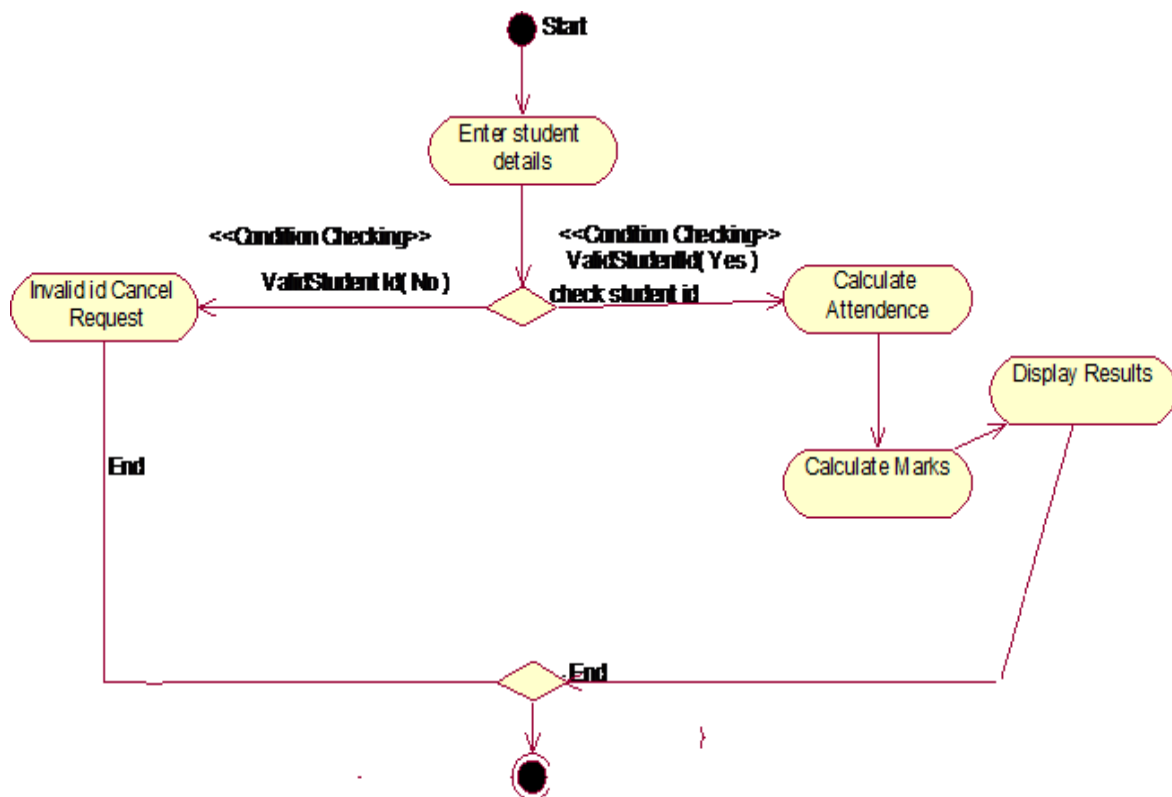 Start
Enter student
details
<<Condition Checking>>
<<Condition Checking>>
ValidStudentId( Yes )
ValidStudent Id( No )
check student id
Invalid id Cancel
Request
Calculate
Attendence
Display Results
Calculate Marks
End
End
}